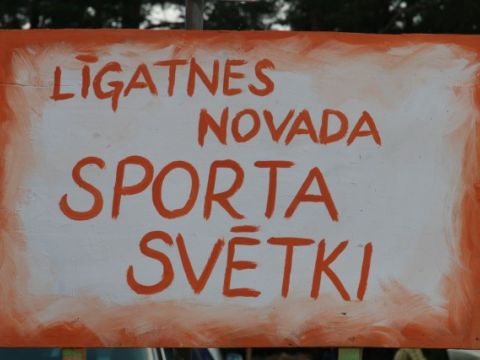 LĪGATNES
NOVADA
SPORTA
SVĒTKI